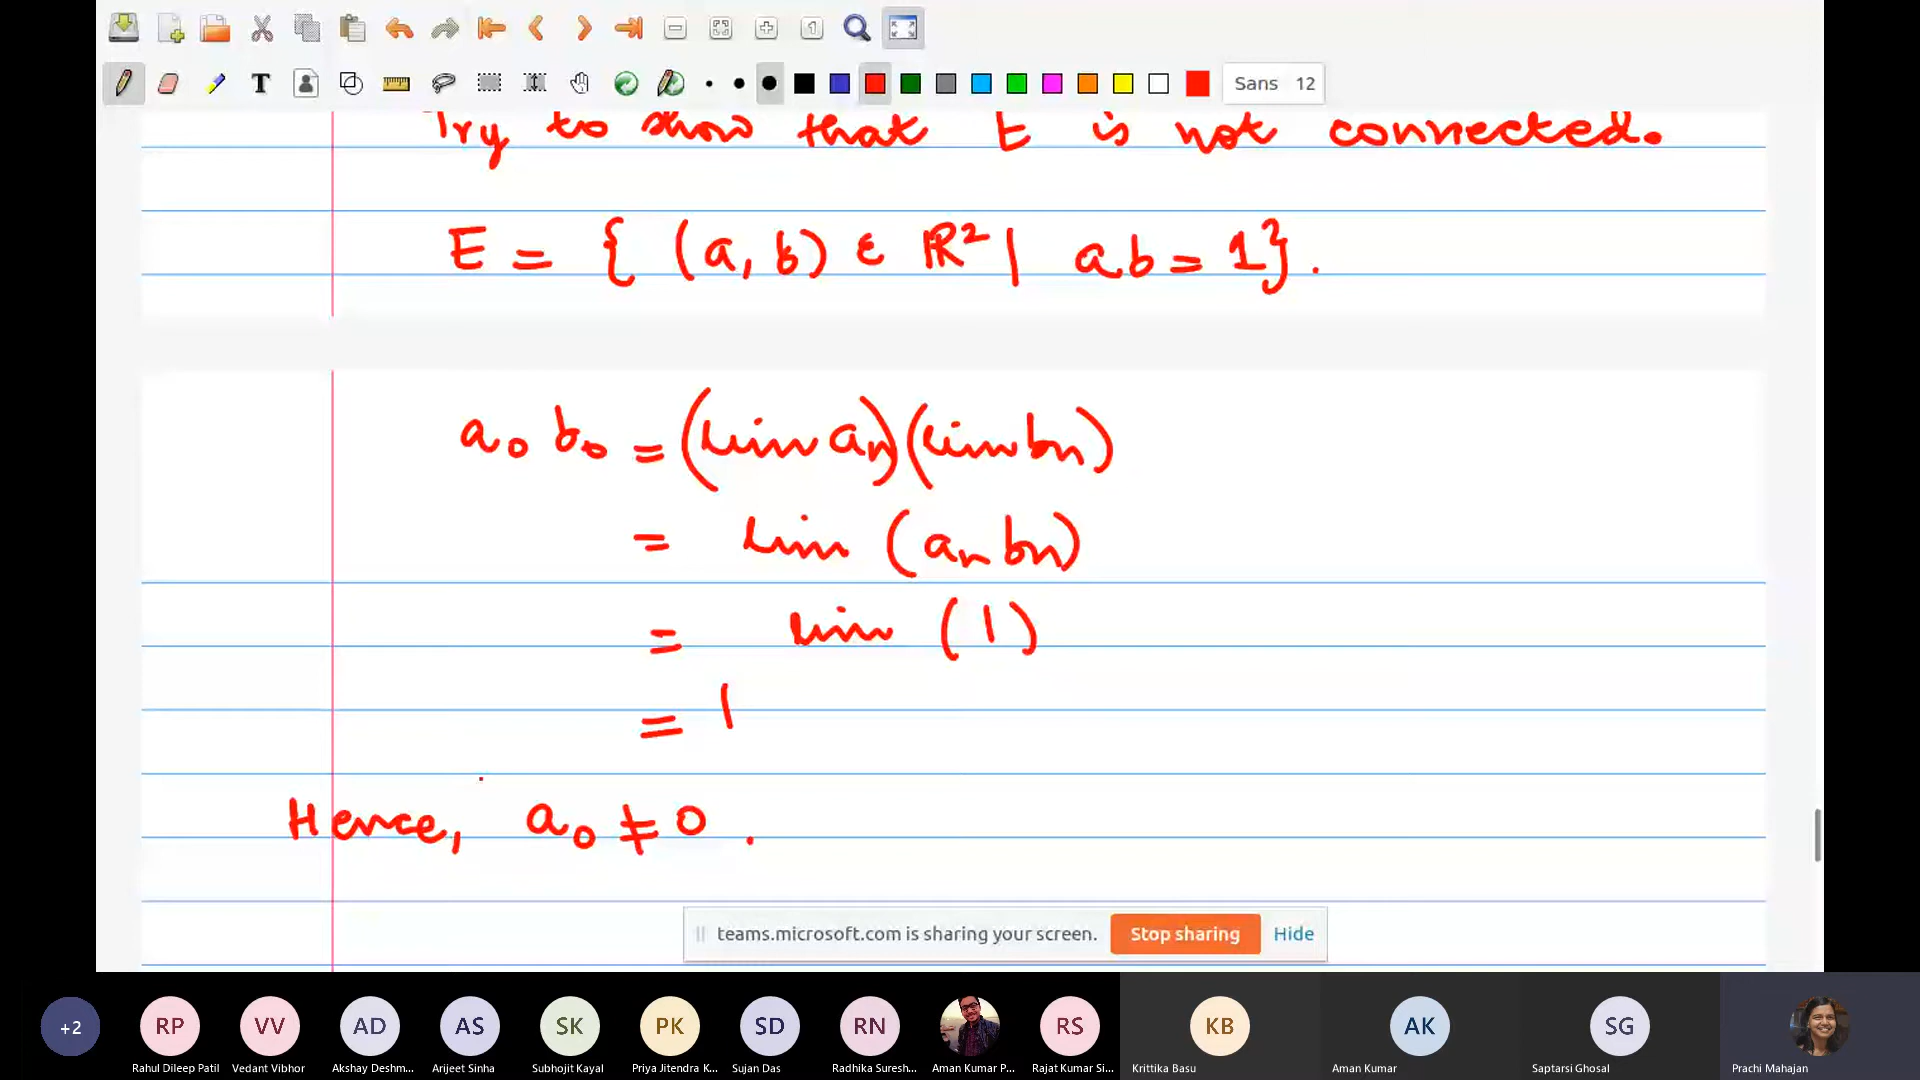 Sans 12
Try to show that E is not connected.
E = { (a, b) ∈ ℝ² | ab = 1 }.
a₀ b₀ = (lim aₙ)(lim bₙ)
= lim (aₙ bₙ)
= lim (1)
= 1
Hence, a₀ ≠ 0.
teams.microsoft.com is sharing your screen. Stop sharing Hide
+2 RP VV AD AS SK PK SD RN RS KB AK SG
Rahul Dileep Patil Vedant Vibhor Akshay Deshm... Arijeet Sinha Subhojit Kayal Priya Jitendra K... Sujan Das Radhika Suresh... Aman Kumar P... Rajat Kumar Si... Krittika Basu Aman Kumar Saptarsi Ghosal Prachi Mahajan